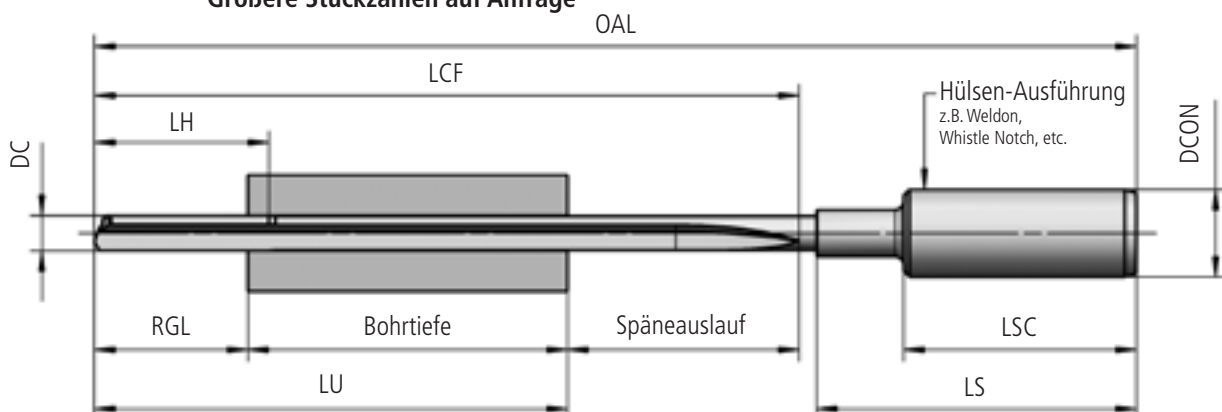 Größere Stückzahlen auf Anfrage
OAL
LCF
LH
Hülsen-Ausführung
z.B. Weldon,
Whistle Notch, etc.
DC
DCON
RGL
Bohrtiefe
Späneauslauf
LSC
LU
LS